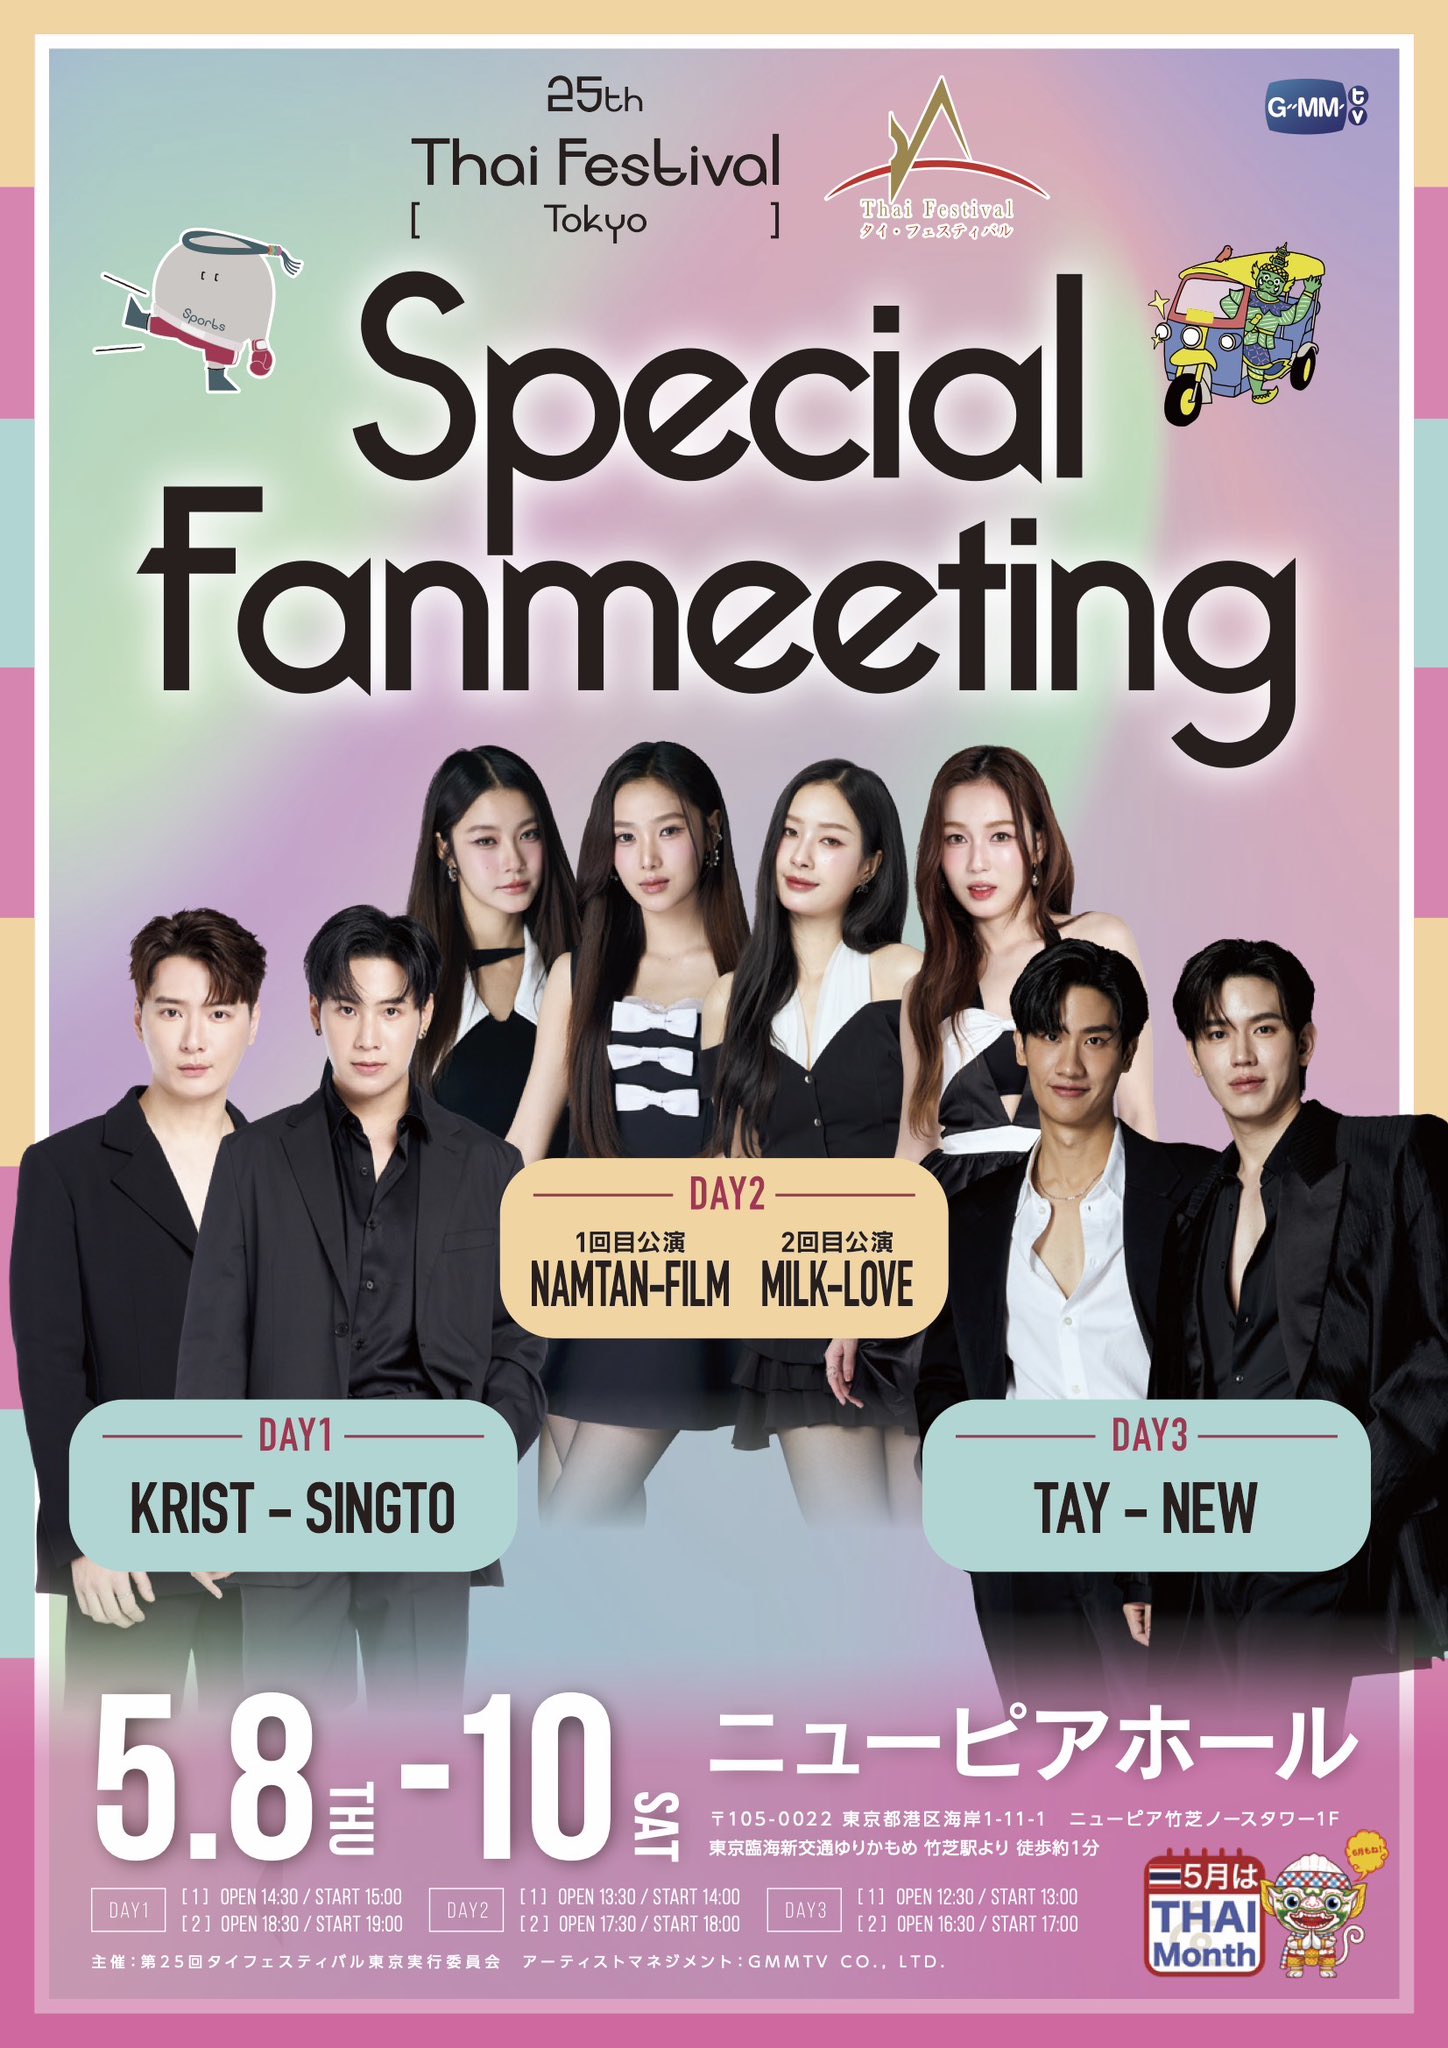 25th
Thai Festival
[ Tokyo ]
Thai Festival
タイ・フェスティバル
G"MM' tv
Sports
Special
Fanmeeting
DAY2
1回目公演 2回目公演
NAMTAN-FILM MILK-LOVE
DAY1
KRIST - SINGTO
DAY3
TAY - NEW
5.8 THU -10 SAT
ニューピアホール
〒105-0022 東京都港区海岸1-11-1 ニューピア竹芝ノースタワー1F
東京臨海新交通ゆりかもめ 竹芝駅より 徒歩約1分
DAY1 [1] OPEN 14:30 / START 15:00
[2] OPEN 18:30 / START 19:00
DAY2 [1] OPEN 13:30 / START 14:00
[2] OPEN 17:30 / START 18:00
DAY3 [1] OPEN 12:30 / START 13:00
[2] OPEN 16:30 / START 17:00
主催：第25回タイフェスティバル東京実行委員会 アーティストマネジメント：GMMTV CO., LTD.
5月は
THAI
Month
6月もね!